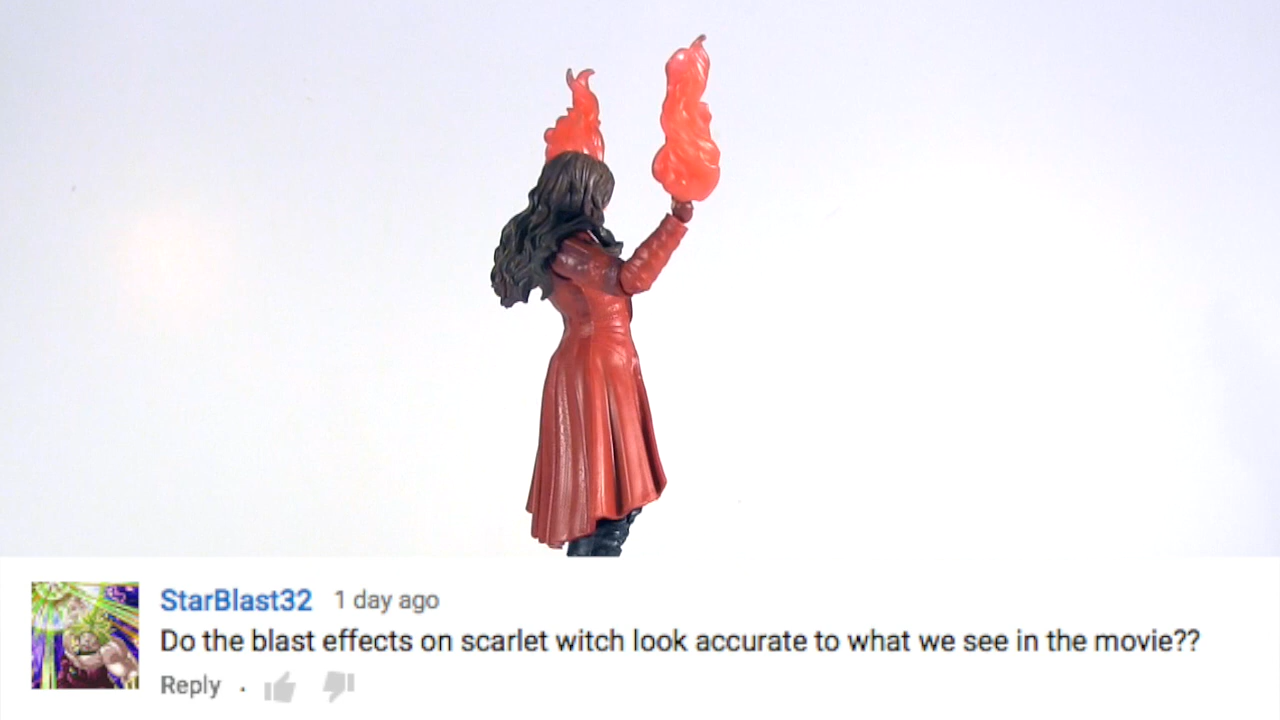 StarBlast32 1 day ago
Do the blast effects on scarlet witch look accurate to what we see in the movie??
Reply .